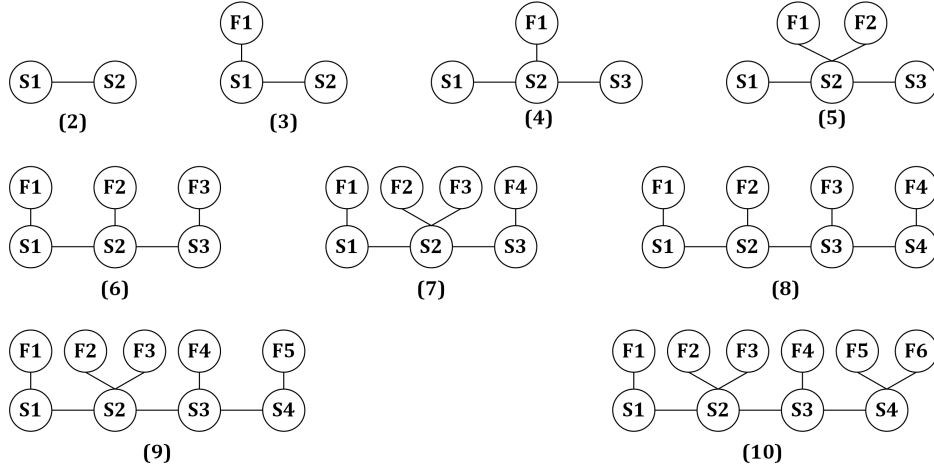 F1 F1 F1 F2
S1 S2 S1 S2 S1 S2 S3 S1 S2 S3
(2) (3) (4) (5)
F1 F2 F3 F1 F2 F3 F4 F1 F2 F3 F4
S1 S2 S3 S1 S2 S3 S1 S2 S3 S4
(6) (7) (8)
F1 F2 F3 F4 F5 F1 F2 F3 F4 F5 F6
S1 S2 S3 S4 S1 S2 S3 S4
(9) (10)